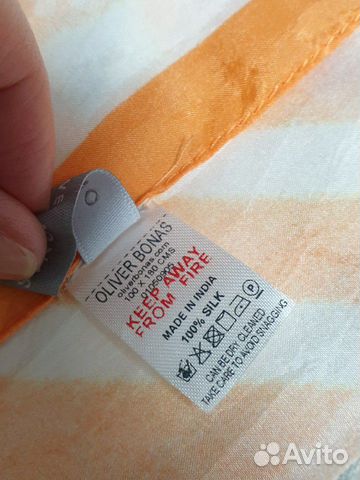 OLIVER BONAS
oliverbonas.com
100 X 180 CMS
KEEP AWAY
FROM FIRE
MADE IN INDIA
100% SILK
P
CAN BE DRY CLEANED
TAKE CARE TO AVOID SNAGGING
Avito